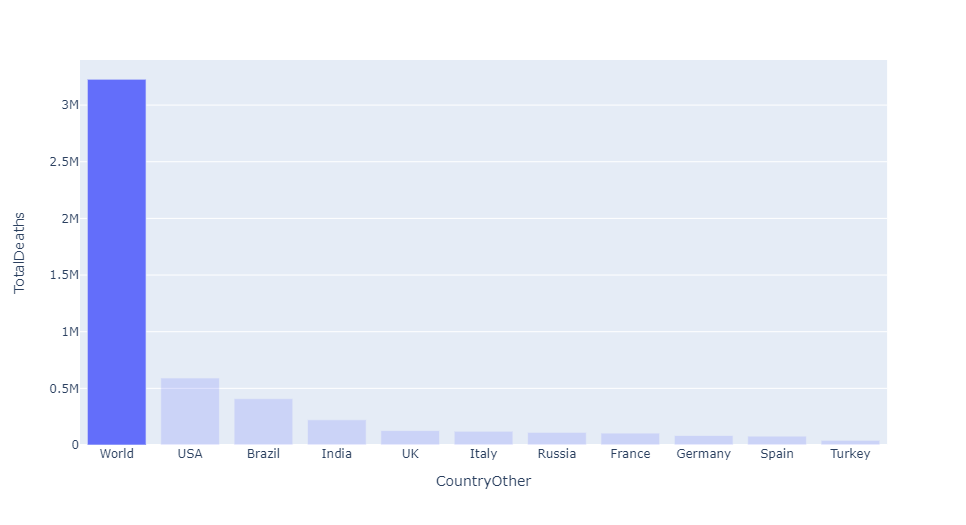 TotalDeaths
3M
2.5M
2M
1.5M
1M
0.5M
0
World USA Brazil India UK Italy Russia France Germany Spain Turkey
CountryOther